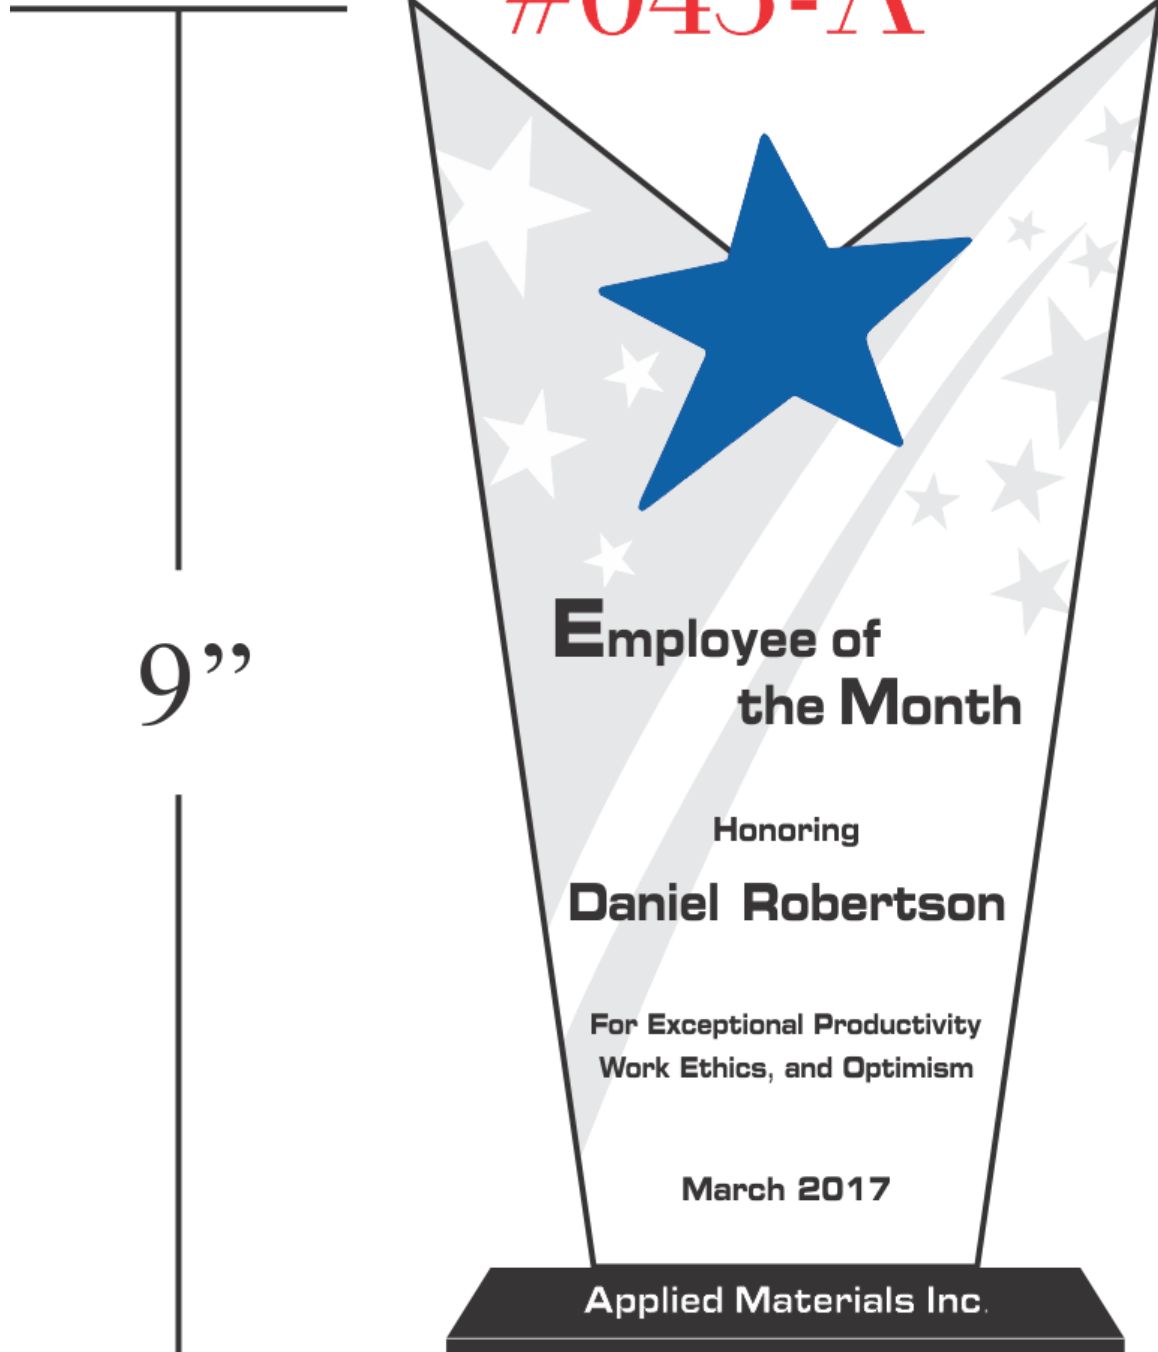 9”
Employee of
the Month
Honoring
Daniel Robertson
For Exceptional Productivity
Work Ethics, and Optimism
March 2017
Applied Materials Inc.